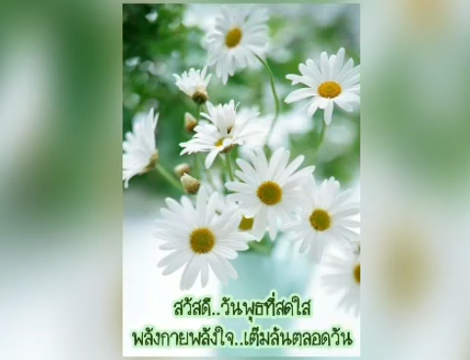 สวัสดี..วันพุธที่สดใส
พลังกายพลังใจ..เต็มล้นตลอดวัน